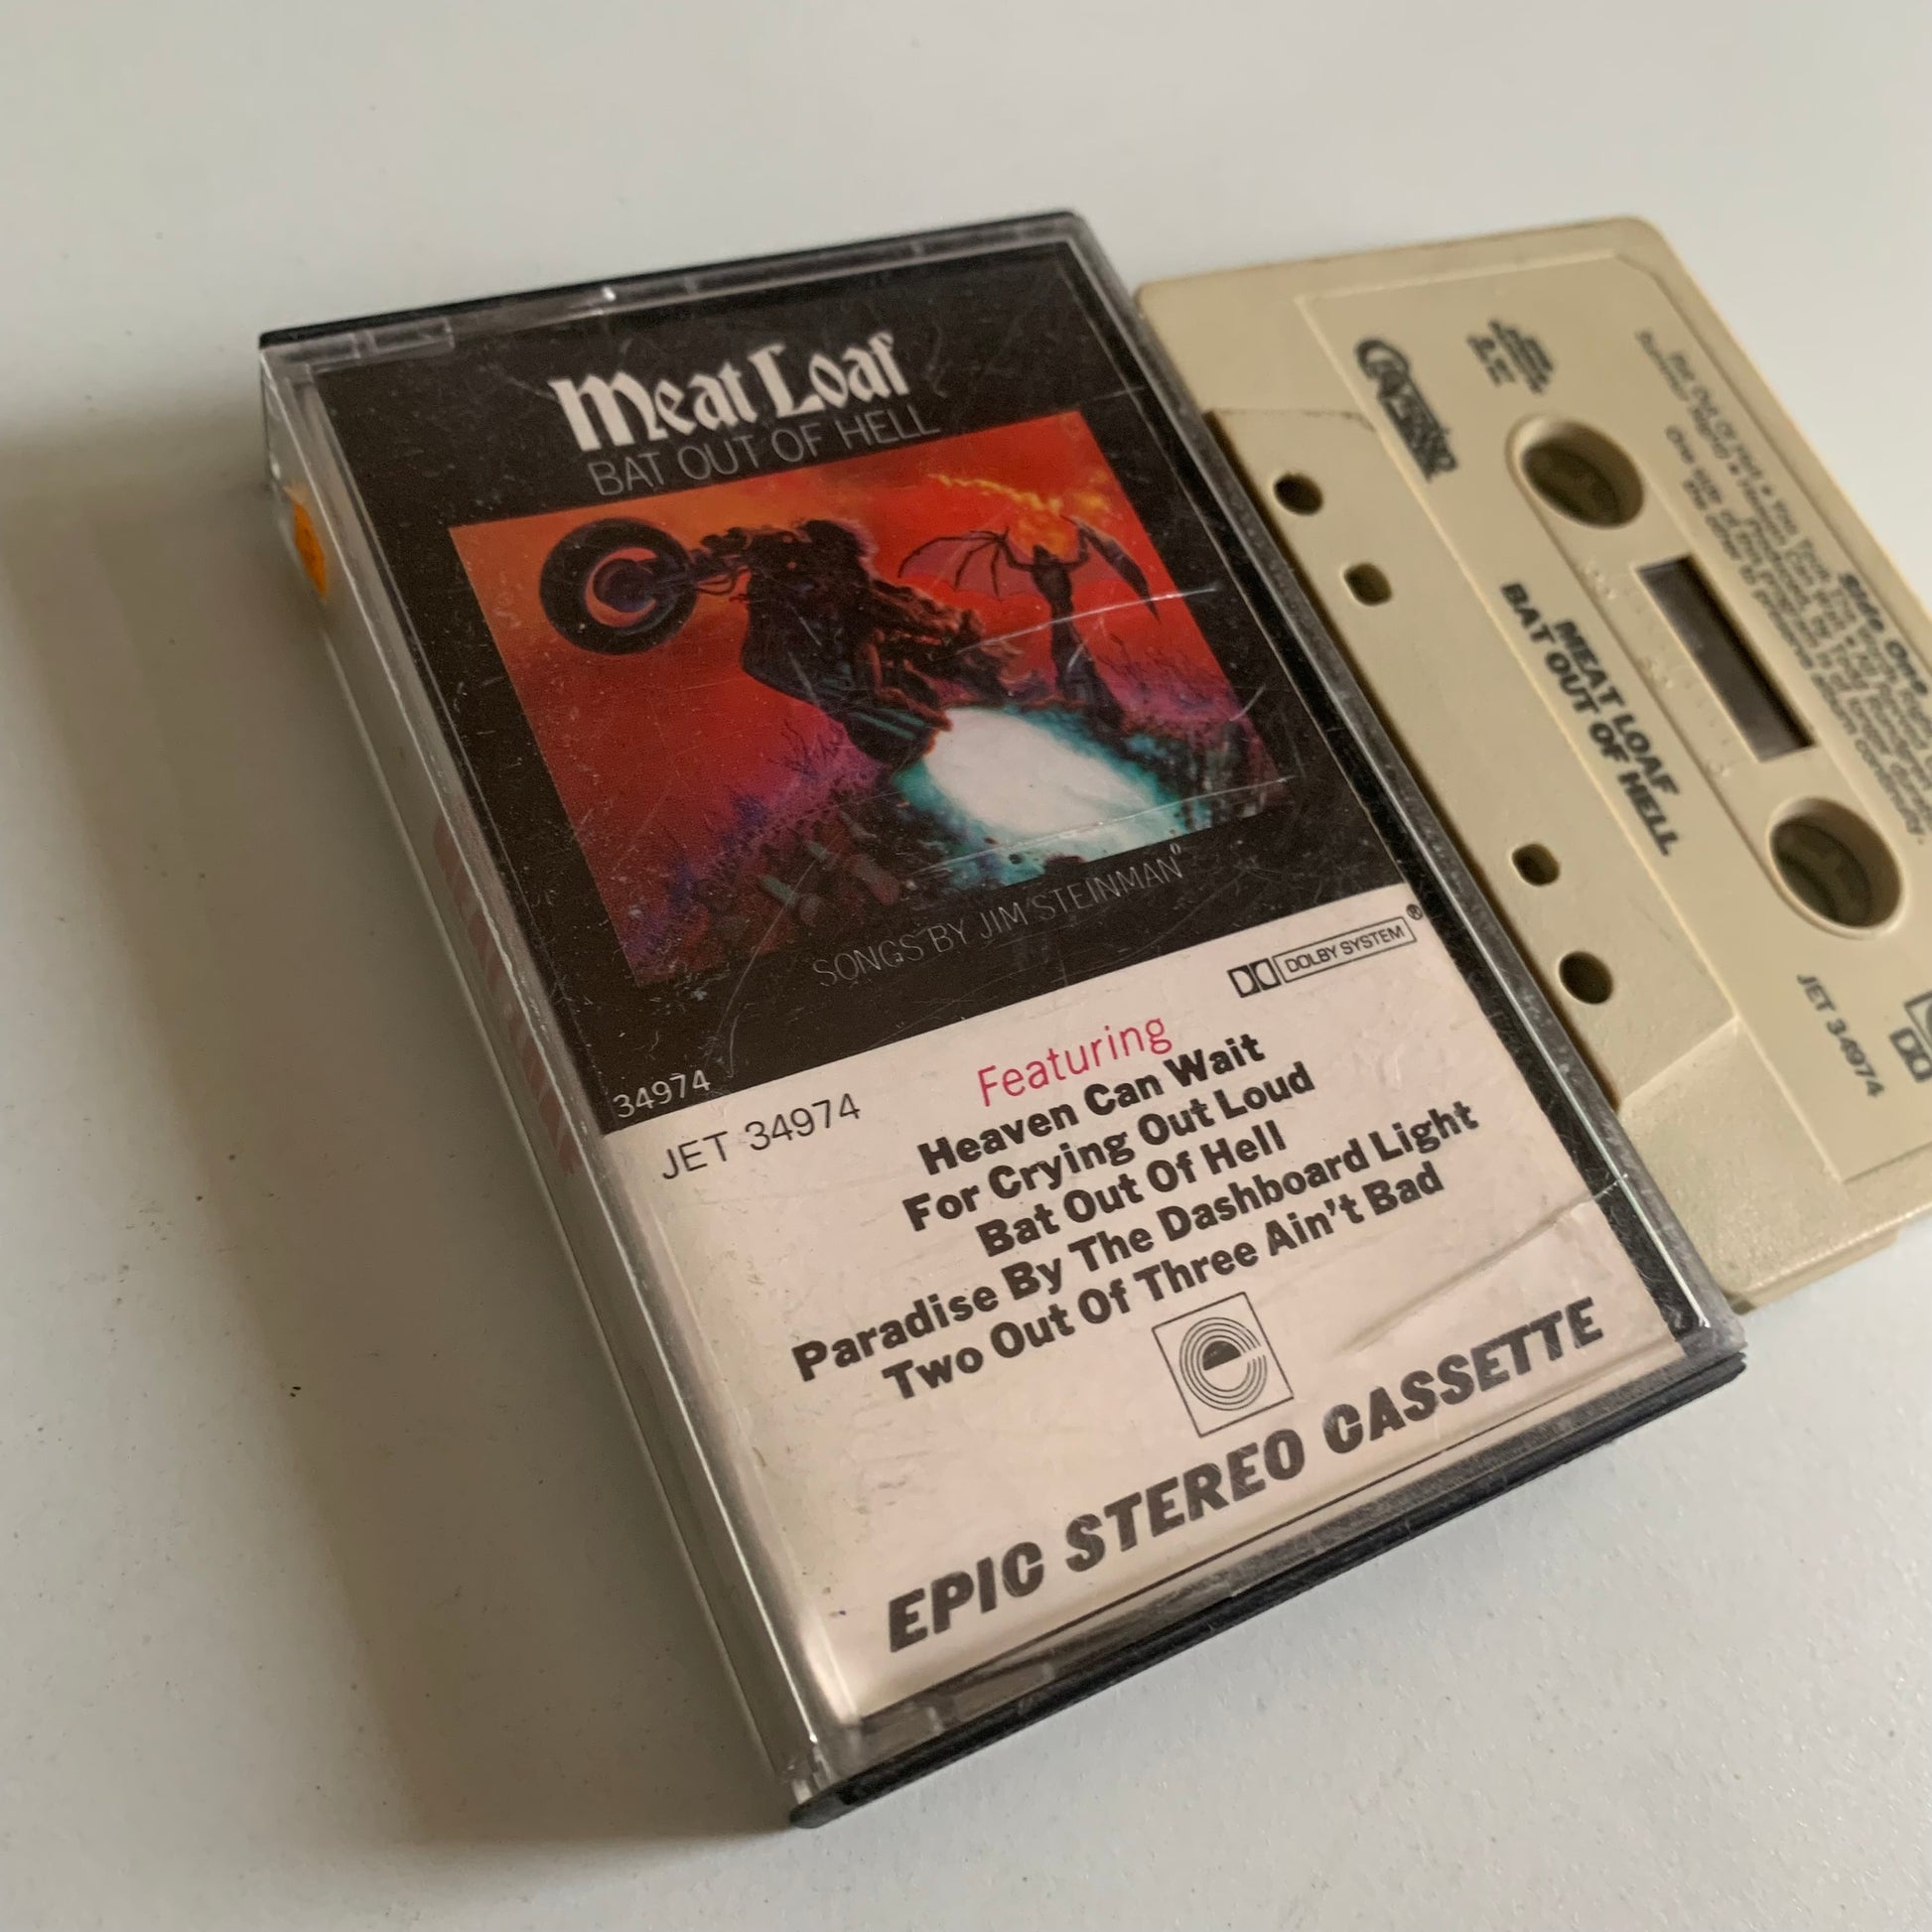 Meat Loaf
BAT OUT OF HELL
SONGS BY JIM STEINMAN
DOLBY SYSTEM®
34974
JET 34974
Featuring
Heaven Can Wait
For Crying Out Loud
Bat Out Of Hell
Paradise By The Dashboard Light
Two Out Of Three Ain't Bad
e
EPIC STEREO CASSETTE
Side One
MEAT LOAF
BAT OUT OF HELL
JET 34974